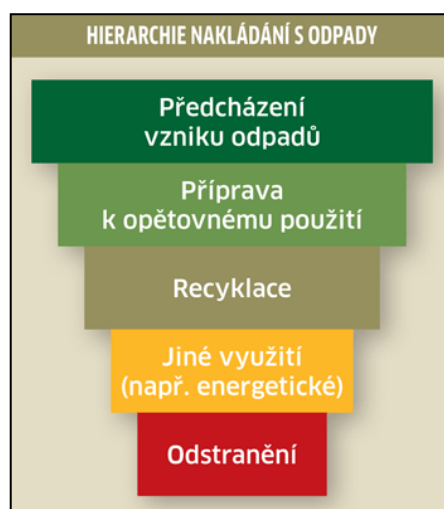 HIERARCHIE NAKLÁDÁNÍ S ODPADY
Předcházení
vzniku odpadů
Příprava
k opětovnému použití
Recyklace
Jiné využití
(např. energetické)
Odstranění